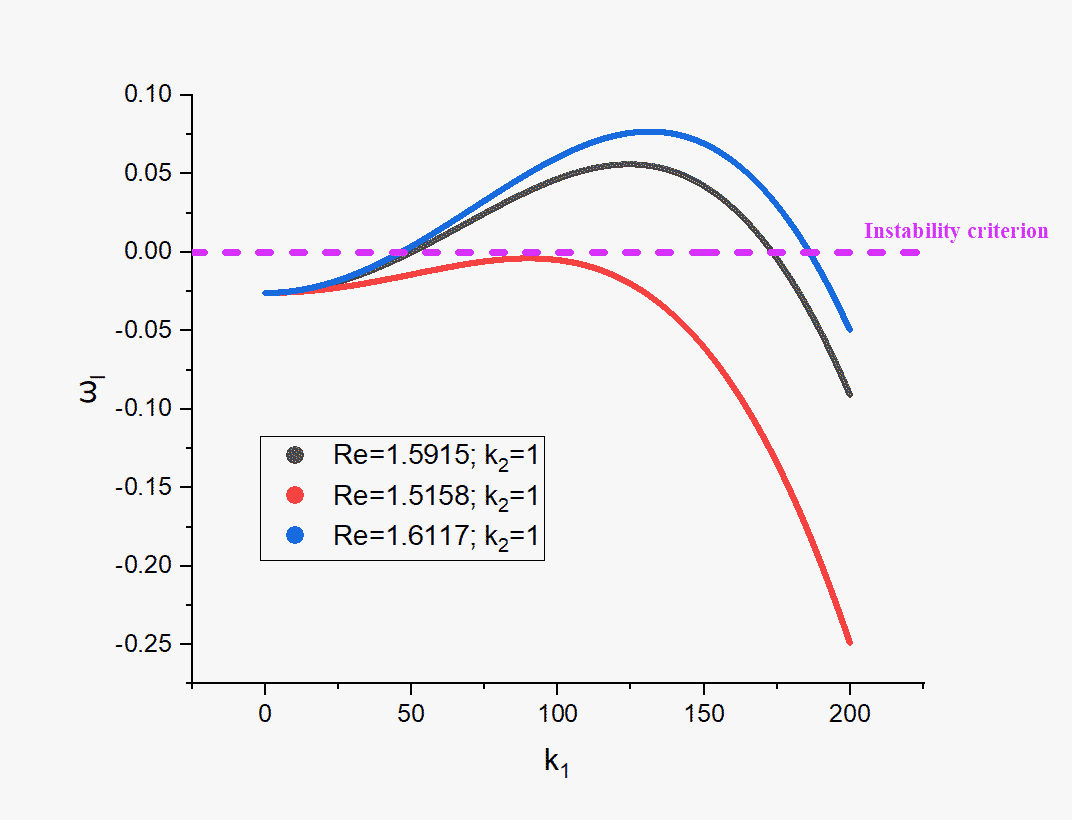 0.10
0.05
0.00
-0.05
-0.10
-0.15
-0.20
-0.25
ωI
Instability criterion
Re=1.5915; k2=1
Re=1.5158; k2=1
Re=1.6117; k2=1
0 50 100 150 200
k1